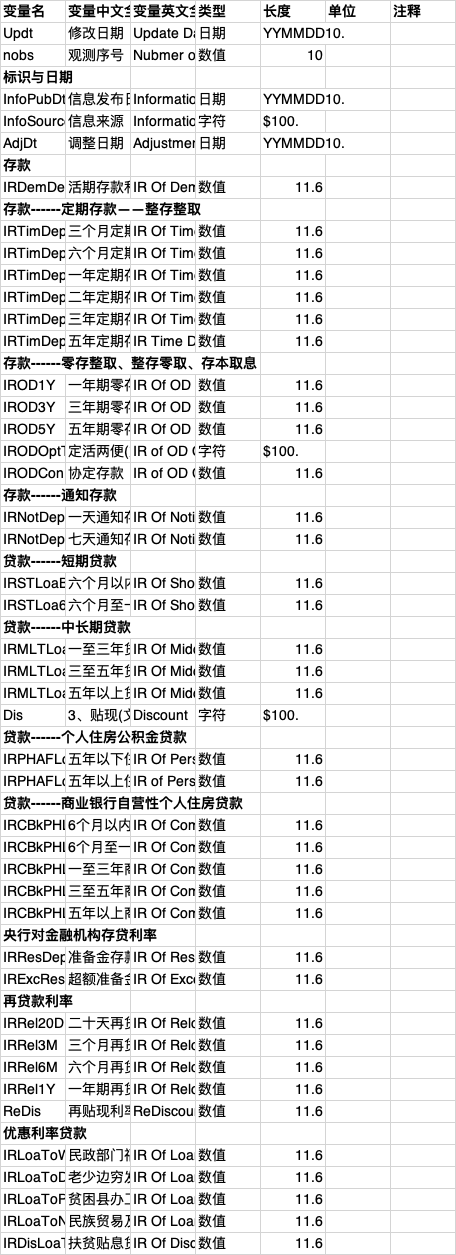 变量名 变量中文全 变量英文全 类型 长度 单位 注释
Updt 修改日期 Update Da 日期 YYMMDD10.
nobs 观测序号 Nubmer o 数值 10
标识与日期
InfoPubDt 信息发布日 Informatic 日期 YYMMDD10.
InfoSourc 信息来源 Informatic 字符 $100.
AdjDt 调整日期 Adjustmer 日期 YYMMDD10.
存款
IRDemDe 活期存款利 IR Of Dem 数值 11.6
存款------定期存款——整存整取
IRTimDep 三个月定期 IR Of Tim 数值 11.6
IRTimDep 六个月定期 IR Of Tim 数值 11.6
IRTimDep 一年定期存 IR Of Tim 数值 11.6
IRTimDep 二年定期存 IR Of Tim 数值 11.6
IRTimDep 三年定期存 IR Of Tim 数值 11.6
IRTimDep 五年定期存 IR Time D 数值 11.6
存款------零存整取、整存零取、存本取息
IROD1Y 一年期零存 IR Of OD 数值 11.6
IROD3Y 三年期零存 IR Of OD 数值 11.6
IROD5Y 五年期零存 IR Of OD 数值 11.6
IRODOptT 定活两便( IR of OD ( 字符 $100.
IRODCon 协定存款 IR of OD ( 数值 11.6
存款------通知存款
IRNotDep 一天通知存 IR Of Noti 数值 11.6
IRNotDep 七天通知存 IR Of Noti 数值 11.6
贷款------短期贷款
IRSTLoaE 六个月以内 IR Of Sho 数值 11.6
IRSTLoa6 六个月至一 IR Of Sho 数值 11.6
贷款------中长期贷款
IRMLTLoa 一至三年贷 IR Of Mide 数值 11.6
IRMLTLoa 三至五年贷 IR Of Mide 数值 11.6
IRMLTLoa 五年以上贷 IR Of Mide 数值 11.6
Dis 3、贴现(文 Discount 字符 $100.
贷款------个人住房公积金贷款
IRPHAFLo 五年以下住 IR Of Pers 数值 11.6
IRPHAFLo 五年以上住 IR of Pers 数值 11.6
贷款------商业银行自营性个人住房贷款
IRCBkPHI 6个月以内 IR Of Com 数值 11.6
IRCBkPHI 6个月至一 IR Of Com 数值 11.6
IRCBkPHI 一至三年商 IR Of Com 数值 11.6
IRCBkPHI 三至五年商 IR Of Com 数值 11.6
IRCBkPHI 五年以上商 IR Of Com 数值 11.6
央行对金融机构存贷利率
IRResDep 准备金存款 IR Of Res 数值 11.6
IRExcRes 超额准备金 IR Of Exce 数值 11.6
再贷款利率
IRRel20D 二十天再贷 IR Of Relo 数值 11.6
IRRel3M 三个月再贷 IR Of Relo 数值 11.6
IRRel6M 六个月再贷 IR Of Relo 数值 11.6
IRRel1Y 一年期再贷 IR Of Relo 数值 11.6
ReDis 再贴现利率 ReDiscou 数值 11.6
优惠利率贷款
IRLoaToW 民政部门福 IR Of Loa 数值 11.6
IRLoaToD 老少边穷发 IR Of Loa 数值 11.6
IRLoaToP 贫困县办工 IR Of Loa 数值 11.6
IRLoaToN 民族贸易及 IR Of Loa 数值 11.6
IRDisLoaT 扶贫贴息贷 IR Of Disc 数值 11.6